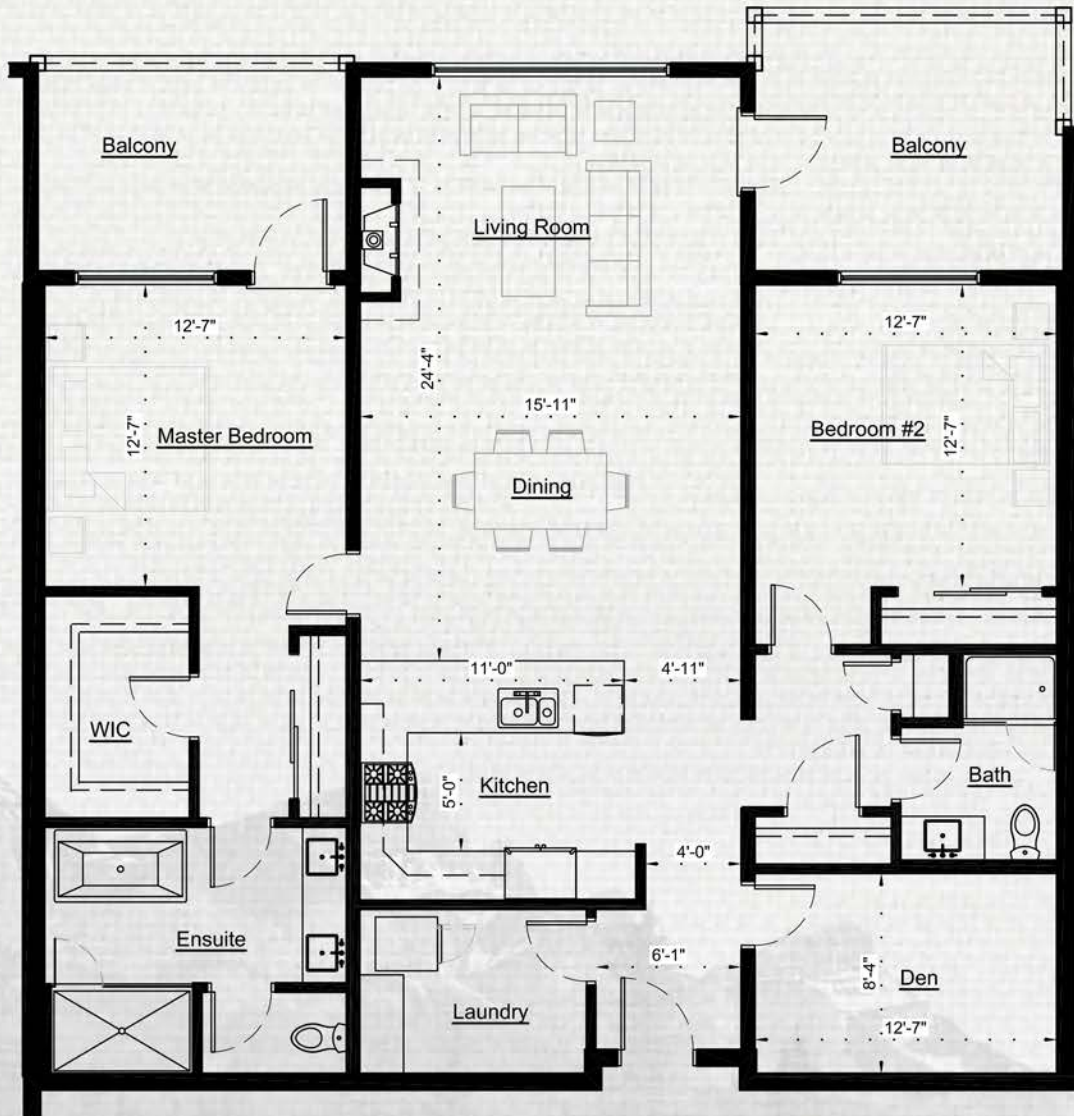 Balcony
Balcony
Living Room
12'-7"
12'-7"
24'-4"
15'-11"
12'-7"
Master Bedroom
Bedroom #2
12'-7"
Dining
11'-0"
4'-11"
WIC
5'-0"
Kitchen
Bath
4'-0"
Ensuite
6'-1"
8'-4"
Den
Laundry
12'-7"